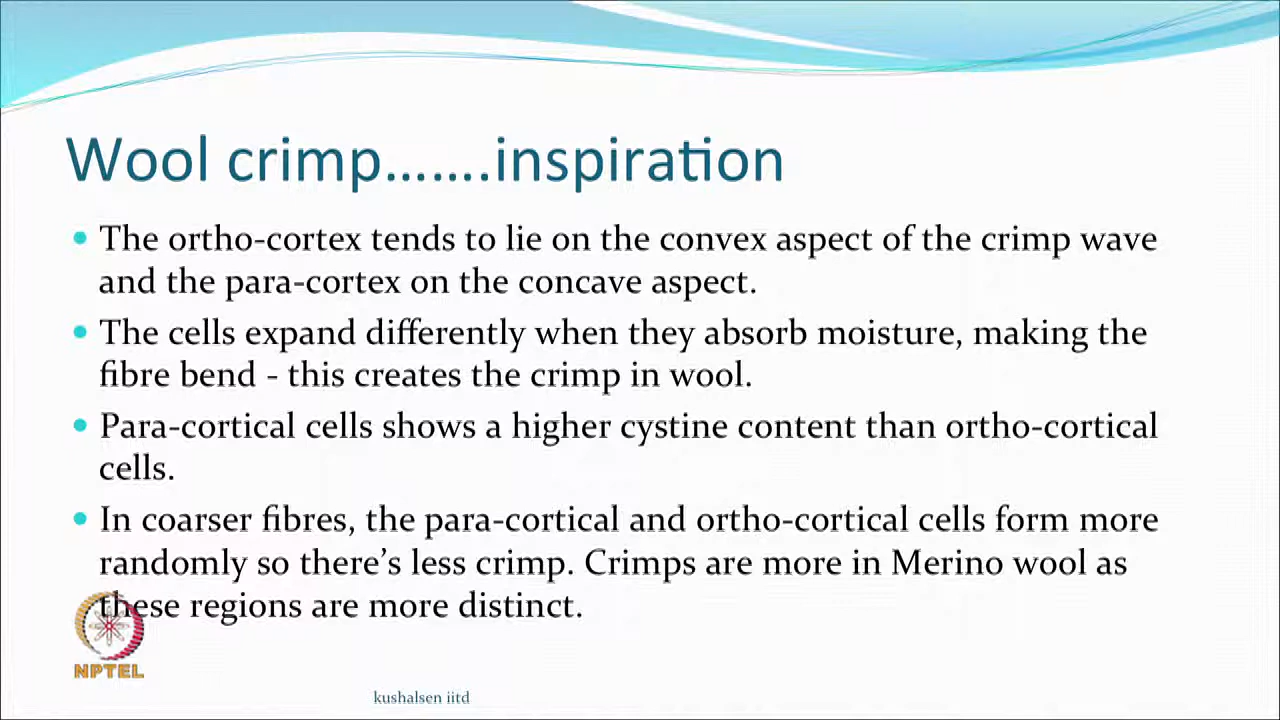 Wool crimp.......inspiration
• The ortho-cortex tends to lie on the convex aspect of the crimp wave
and the para-cortex on the concave aspect.
• The cells expand differently when they absorb moisture, making the
fibre bend - this creates the crimp in wool.
• Para-cortical cells shows a higher cystine content than ortho-cortical
cells.
• In coarser fibres, the para-cortical and ortho-cortical cells form more
randomly so there's less crimp. Crimps are more in Merino wool as
these regions are more distinct.
NPTEL
kushalsen iitd